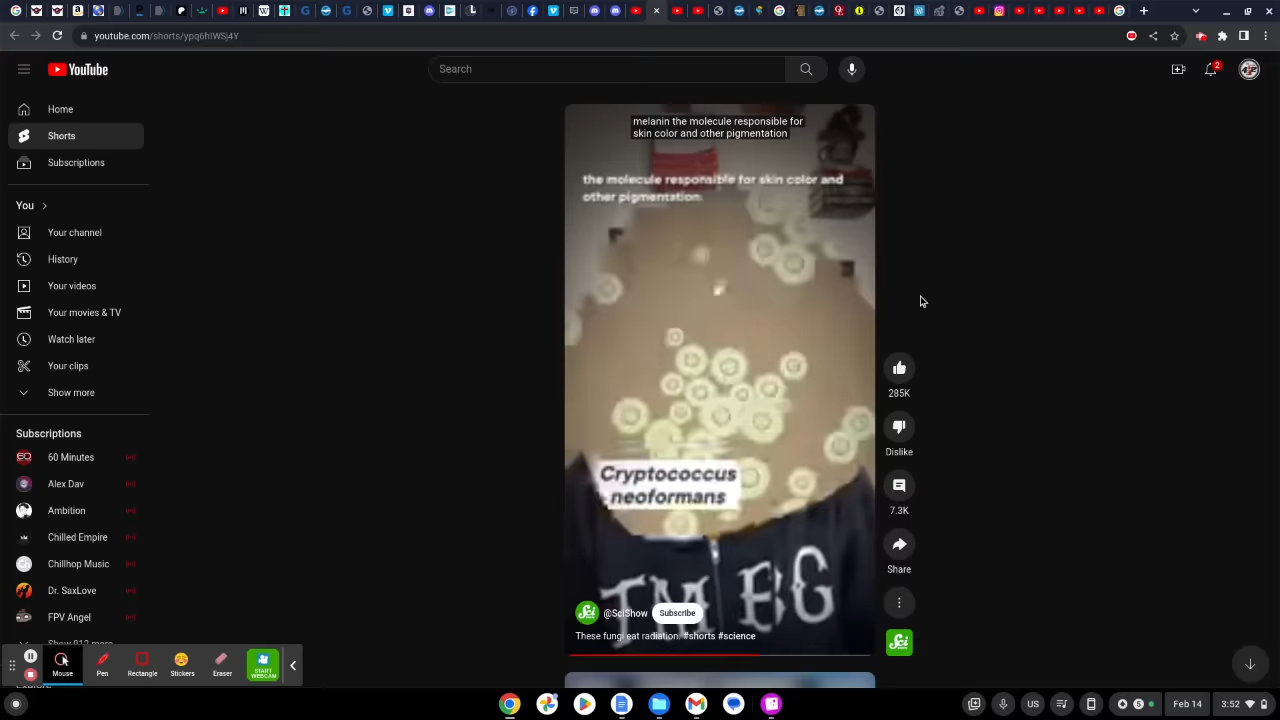 youtube.com/shorts/ypq6hIWSj4Y
YouTube
Search
2
Home
Shorts
Subscriptions
You
Your channel
History
Your videos
Your movies & TV
Watch later
Your clips
Show more
Subscriptions
60 Minutes
Alex Dav
Ambition
Chilled Empire
Chillhop Music
Dr. SaxLove
FPV Angel
melanin the molecule responsible for
skin color and other pigmentation
the molecule responsible for skin color and
other pigmentation.
Cryptococcus
neoformans
TMBG
@SciShow
Subscribe
These fungi eat radiation. #shorts #science
285K
Dislike
7.3K
Share
Sci
Mouse
Pen
Rectangle
Stickers
Eraser
START
WEBCAM
US
5
Feb 14
3:52